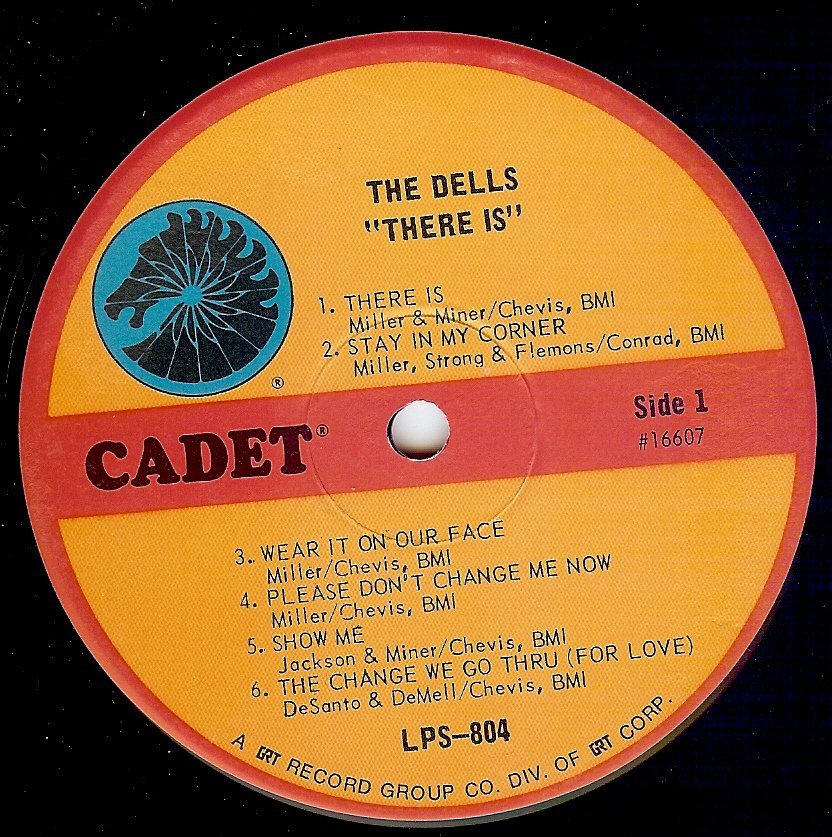 THE DELLS
"THERE IS"
1. THERE IS
Miller & Miner/Chevis, BMI
2. STAY IN MY CORNER
Miller, Strong & Flemons/Conrad, BMI
®
Side 1
#16607
CADET®
3. WEAR IT ON OUR FACE
Miller/Chevis, BMI
4. PLEASE DON'T CHANGE ME NOW
Miller/Chevis, BMI
5. SHOW ME
Jackson & Miner/Chevis, BMI
6. THE CHANGE WE GO THRU (FOR LOVE)
DeSanto & DeMell/Chevis, BMI
LPS-804
A GRT RECORD GROUP CO. DIV. OF GRT CORP.